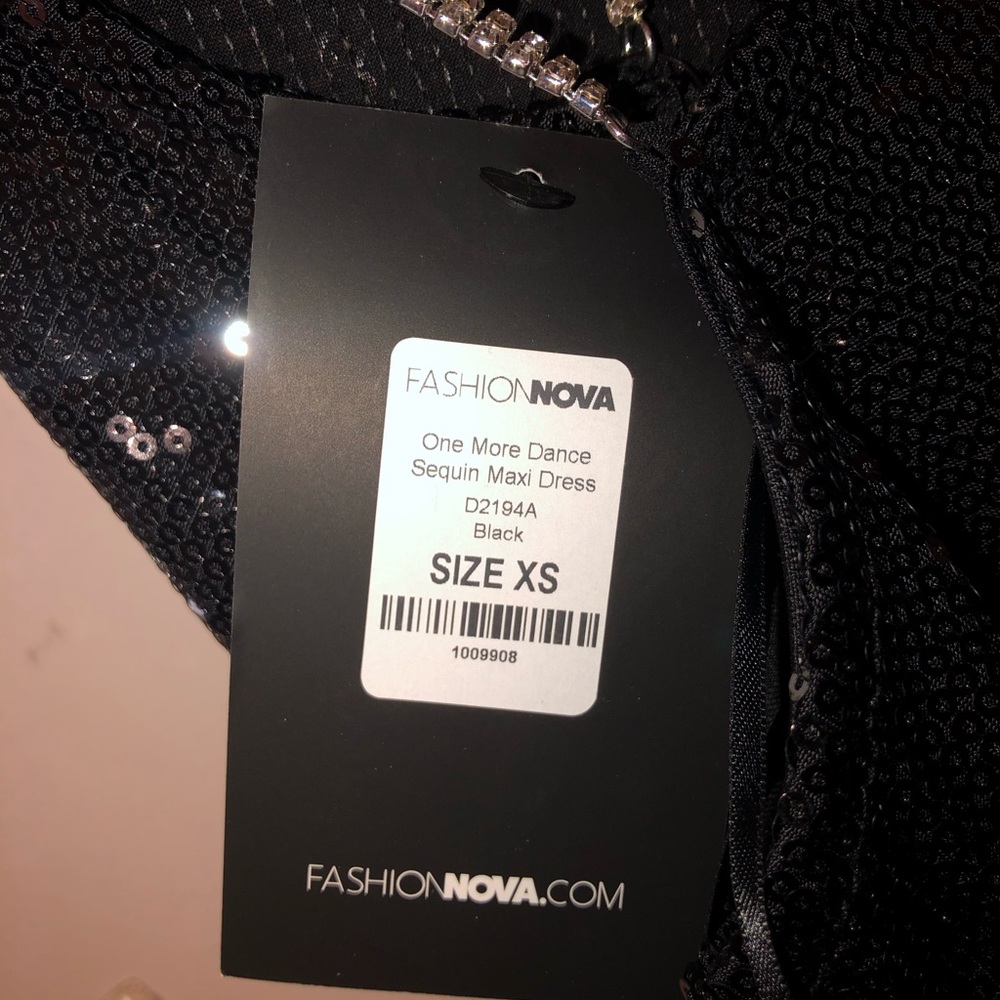 FASHIONNOVA
One More Dance
Sequin Maxi Dress
D2194A
Black
SIZE XS
1009908
FASHIONNOVA.COM